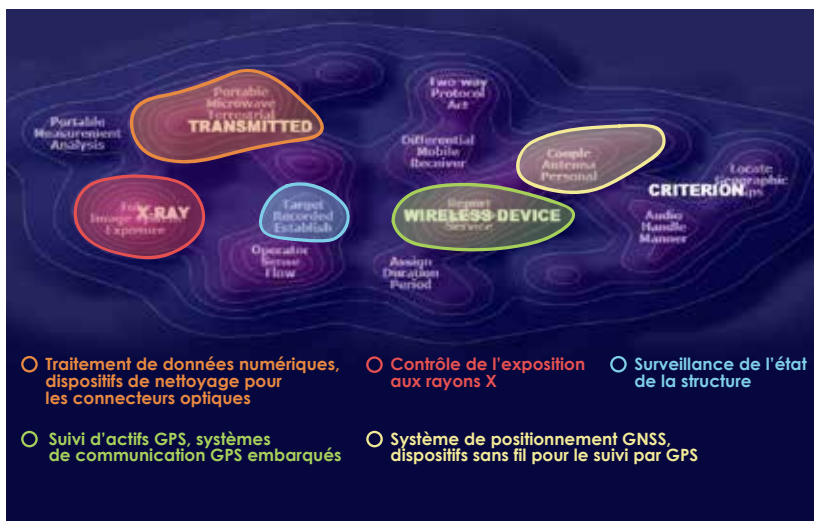 Portable
Microwave
Terrestrial
TRANSMITTED
Two-way
Protocol
Act
Portable
Measurement
Analysis
Differential
Mobile
Receiver
Couple
Antenna
Personal
Locate
Geographic
CRITERION
X-RAY
Image
Exposure
Target
Recorded
Establish
Report
WIRELESS DEVICE
Service
Audio
Handle
Manner
Operator
Sense
Flow
Assign
Duration
Period
Traitement de données numériques,
dispositifs de nettoyage pour
les connecteurs optiques
Contrôle de l'exposition
aux rayons X
Surveillance de l'état
de la structure
Suivi d'actifs GPS, systèmes
de communication GPS embarqués
Système de positionnement GNSS,
dispositifs sans fil pour le suivi par GPS